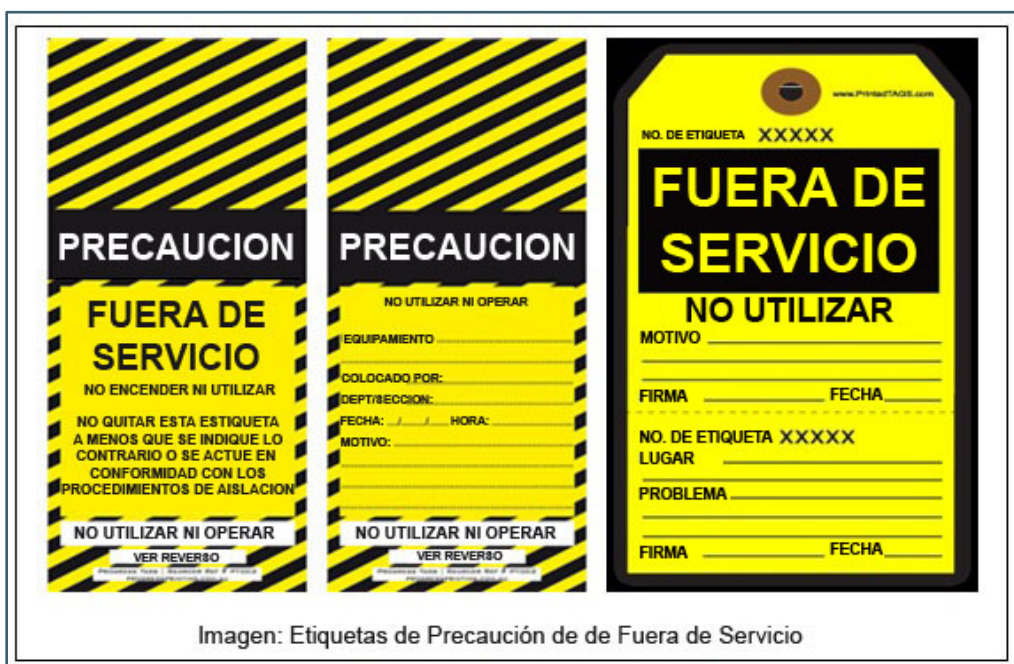 PRECAUCION
FUERA DE
SERVICIO
NO ENCENDER NI UTILIZAR
NO QUITAR ESTA ESTIQUETA
A MENOS QUE SE INDIQUE LO
CONTRARIO O SE ACTUE EN
CONFORMIDAD CON LOS
PROCEDIMIENTOS DE AISLACION
NO UTILIZAR NI OPERAR
VER REVERSO
PRECAUCION
NO UTILIZAR NI OPERAR
EQUIPAMIENTO
COLOCADO POR:
DEPT/SECCION:
FECHA: / / HORA:
MOTIVO:
NO UTILIZAR NI OPERAR
VER REVERSO
www.PrintedTAGS.com
NO. DE ETIQUETA XXXXX
FUERA DE
SERVICIO
NO UTILIZAR
MOTIVO
FIRMA FECHA
NO. DE ETIQUETA XXXXX
LUGAR
PROBLEMA
FIRMA FECHA
Imagen: Etiquetas de Precaución de de Fuera de Servicio